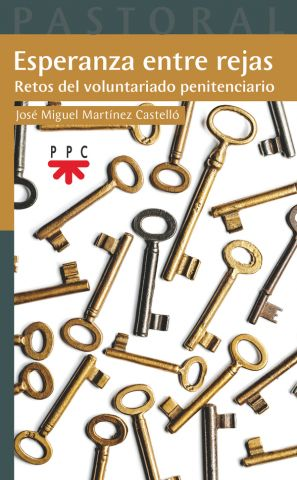 PASTORAL
Esperanza entre rejas
Retos del voluntariado penitenciario
José Miguel Martínez Castelló
PPC